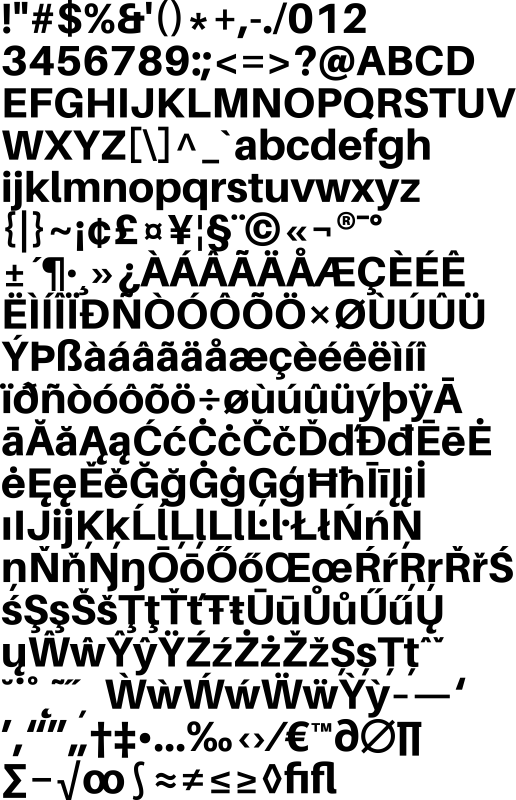 !"#$%&'()*+,-./012
3456789:;<=>?@ABCD
EFGHIJKLMNOPQRSTUV
WXYZ[\]^_`abcdefgh
ijklmnopqrstuvwxyz
{|}~¡¢£¤¥¦§¨©«¬®¯°
±´¶·¸»¿ÀÁÂÃÄÅÆÇÈÉÊ
ËÌÍÎÏÐÑÒÓÔÕÖ×ØÙÚÛÜ
ÝÞßàáâãäåæçèéêëìíî
ïðñòóôõö÷øùúûüýþÿĀ
āĂăĄąĆćĊċČčĎďĐđĒēĖ
ėĘęĚěĞğĠġĢģĦħĪīĮįİ
ıĲĳĶķĹĺĻļĽľĿŀŁłŃńŅ
ņŇňŊŋŌōŐőŒœŔŕŖŗŘřŚ
śŞşŠšŢţŤťŦŧŪūŮůŰűŲ
ųŴŵŶŷŸŹźŻżŽžȘșȚțˆˇ
˘˙˚˛˜˝ẀẁẂẃẄẅỲỳ–—‘
’‚“”„†‡•…‰‹›⁄€™∂∅∏
∑−√∞∫≈≠≤≥◊ﬁﬂ